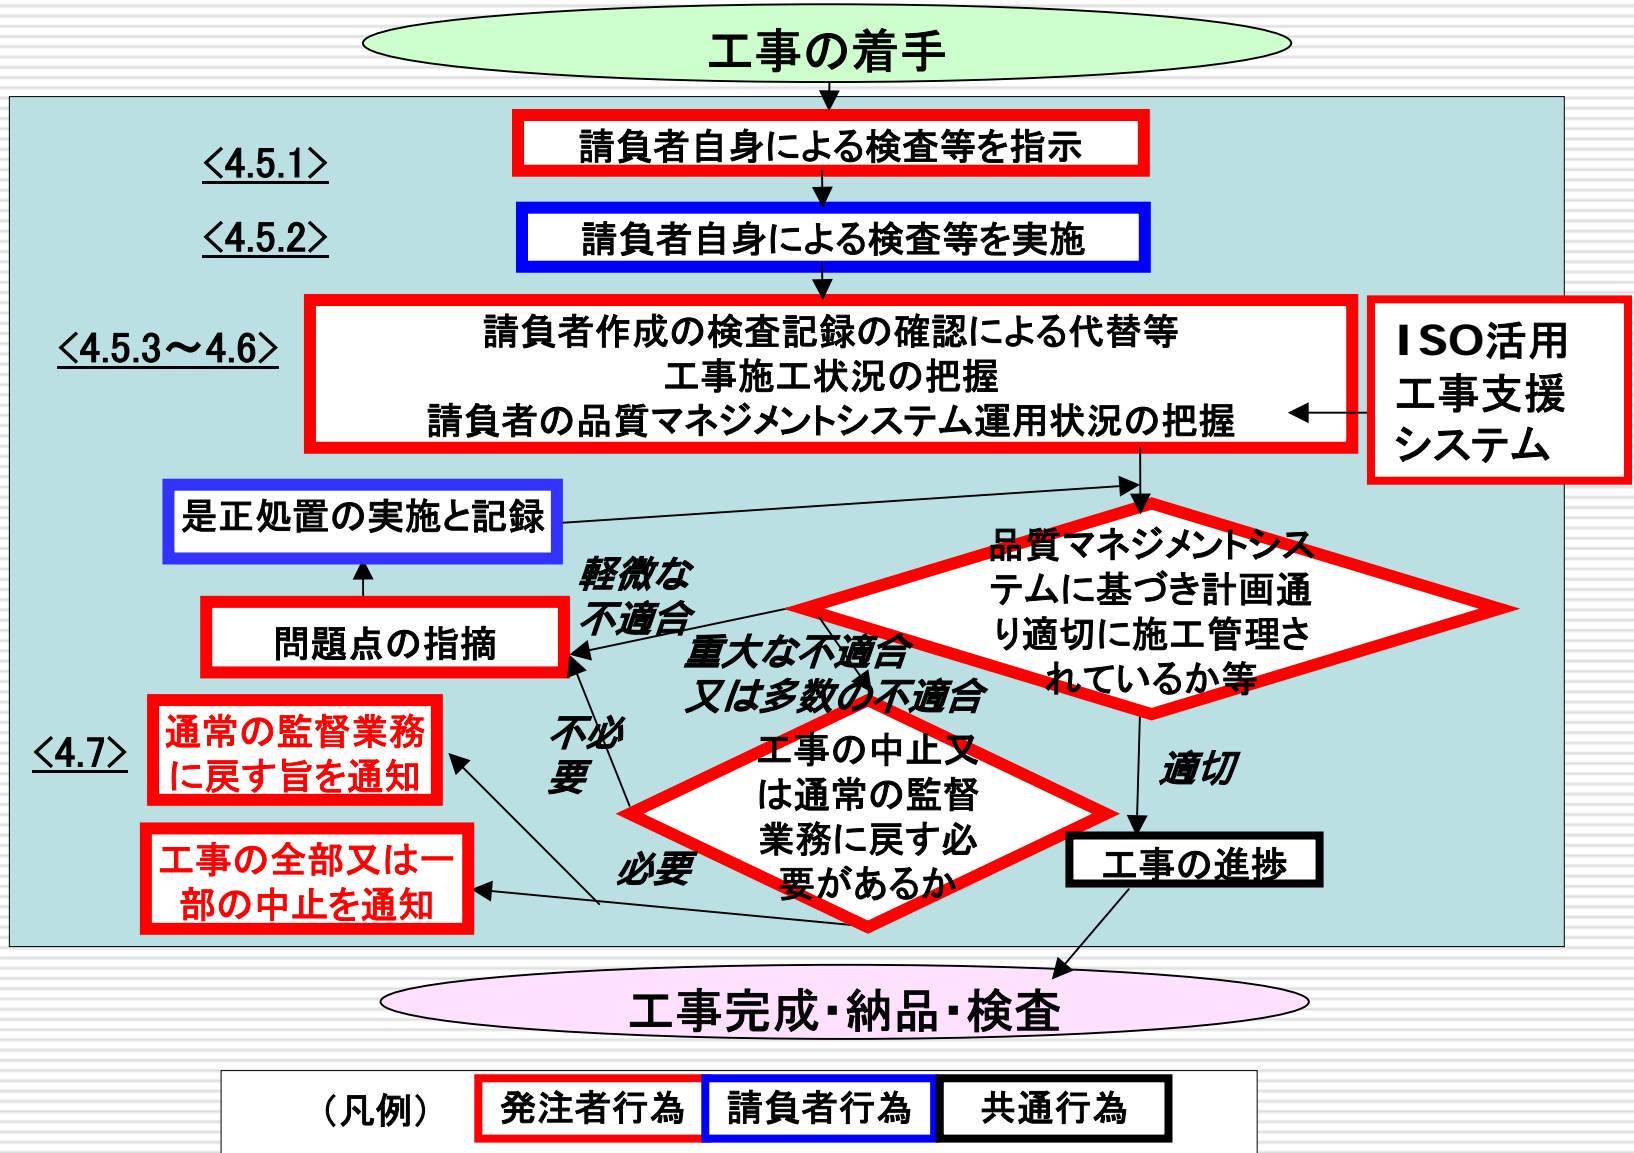 工事の着手
<4.5.1>
請負者自身による検査等を指示
<4.5.2>
請負者自身による検査等を実施
<4.5.3～4.6>
請負者作成の検査記録の確認による代替等
工事施工状況の把握
請負者の品質マネジメントシステム運用状況の把握
ISO活用
工事支援
システム
是正処置の実施と記録
軽微な
不適合
問題点の指摘
品質マネジメントシス
テムに基づき計画通
り適切に施工管理さ
れているか等
重大な不適合
又は多数の不適合
<4.7>
通常の監督業務
に戻す旨を通知
不必
要
工事の中止又
は通常の監督
業務に戻す必
要があるか
適切
工事の全部又は一
部の中止を通知
必要
工事の進捗
工事完成・納品・検査
（凡例）
発注者行為
請負者行為
共通行為